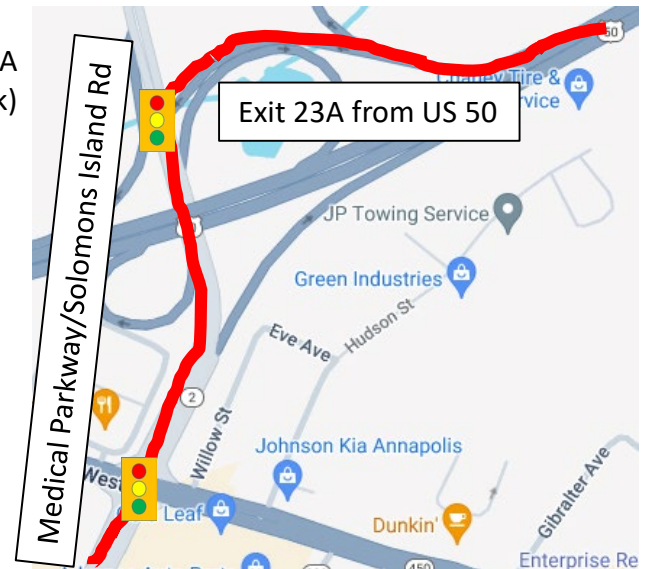 A
k)
Medical Parkway/Solomons Island Rd
50
Exit 23A from US 50
Tire &
JP Towing Service
Green Industries
Hudson St
Eve Ave
2
Willow St
Johnson Kia Annapolis
West
Leaf
Dunkin'
Gibralter Ave
450
Enterprise Re